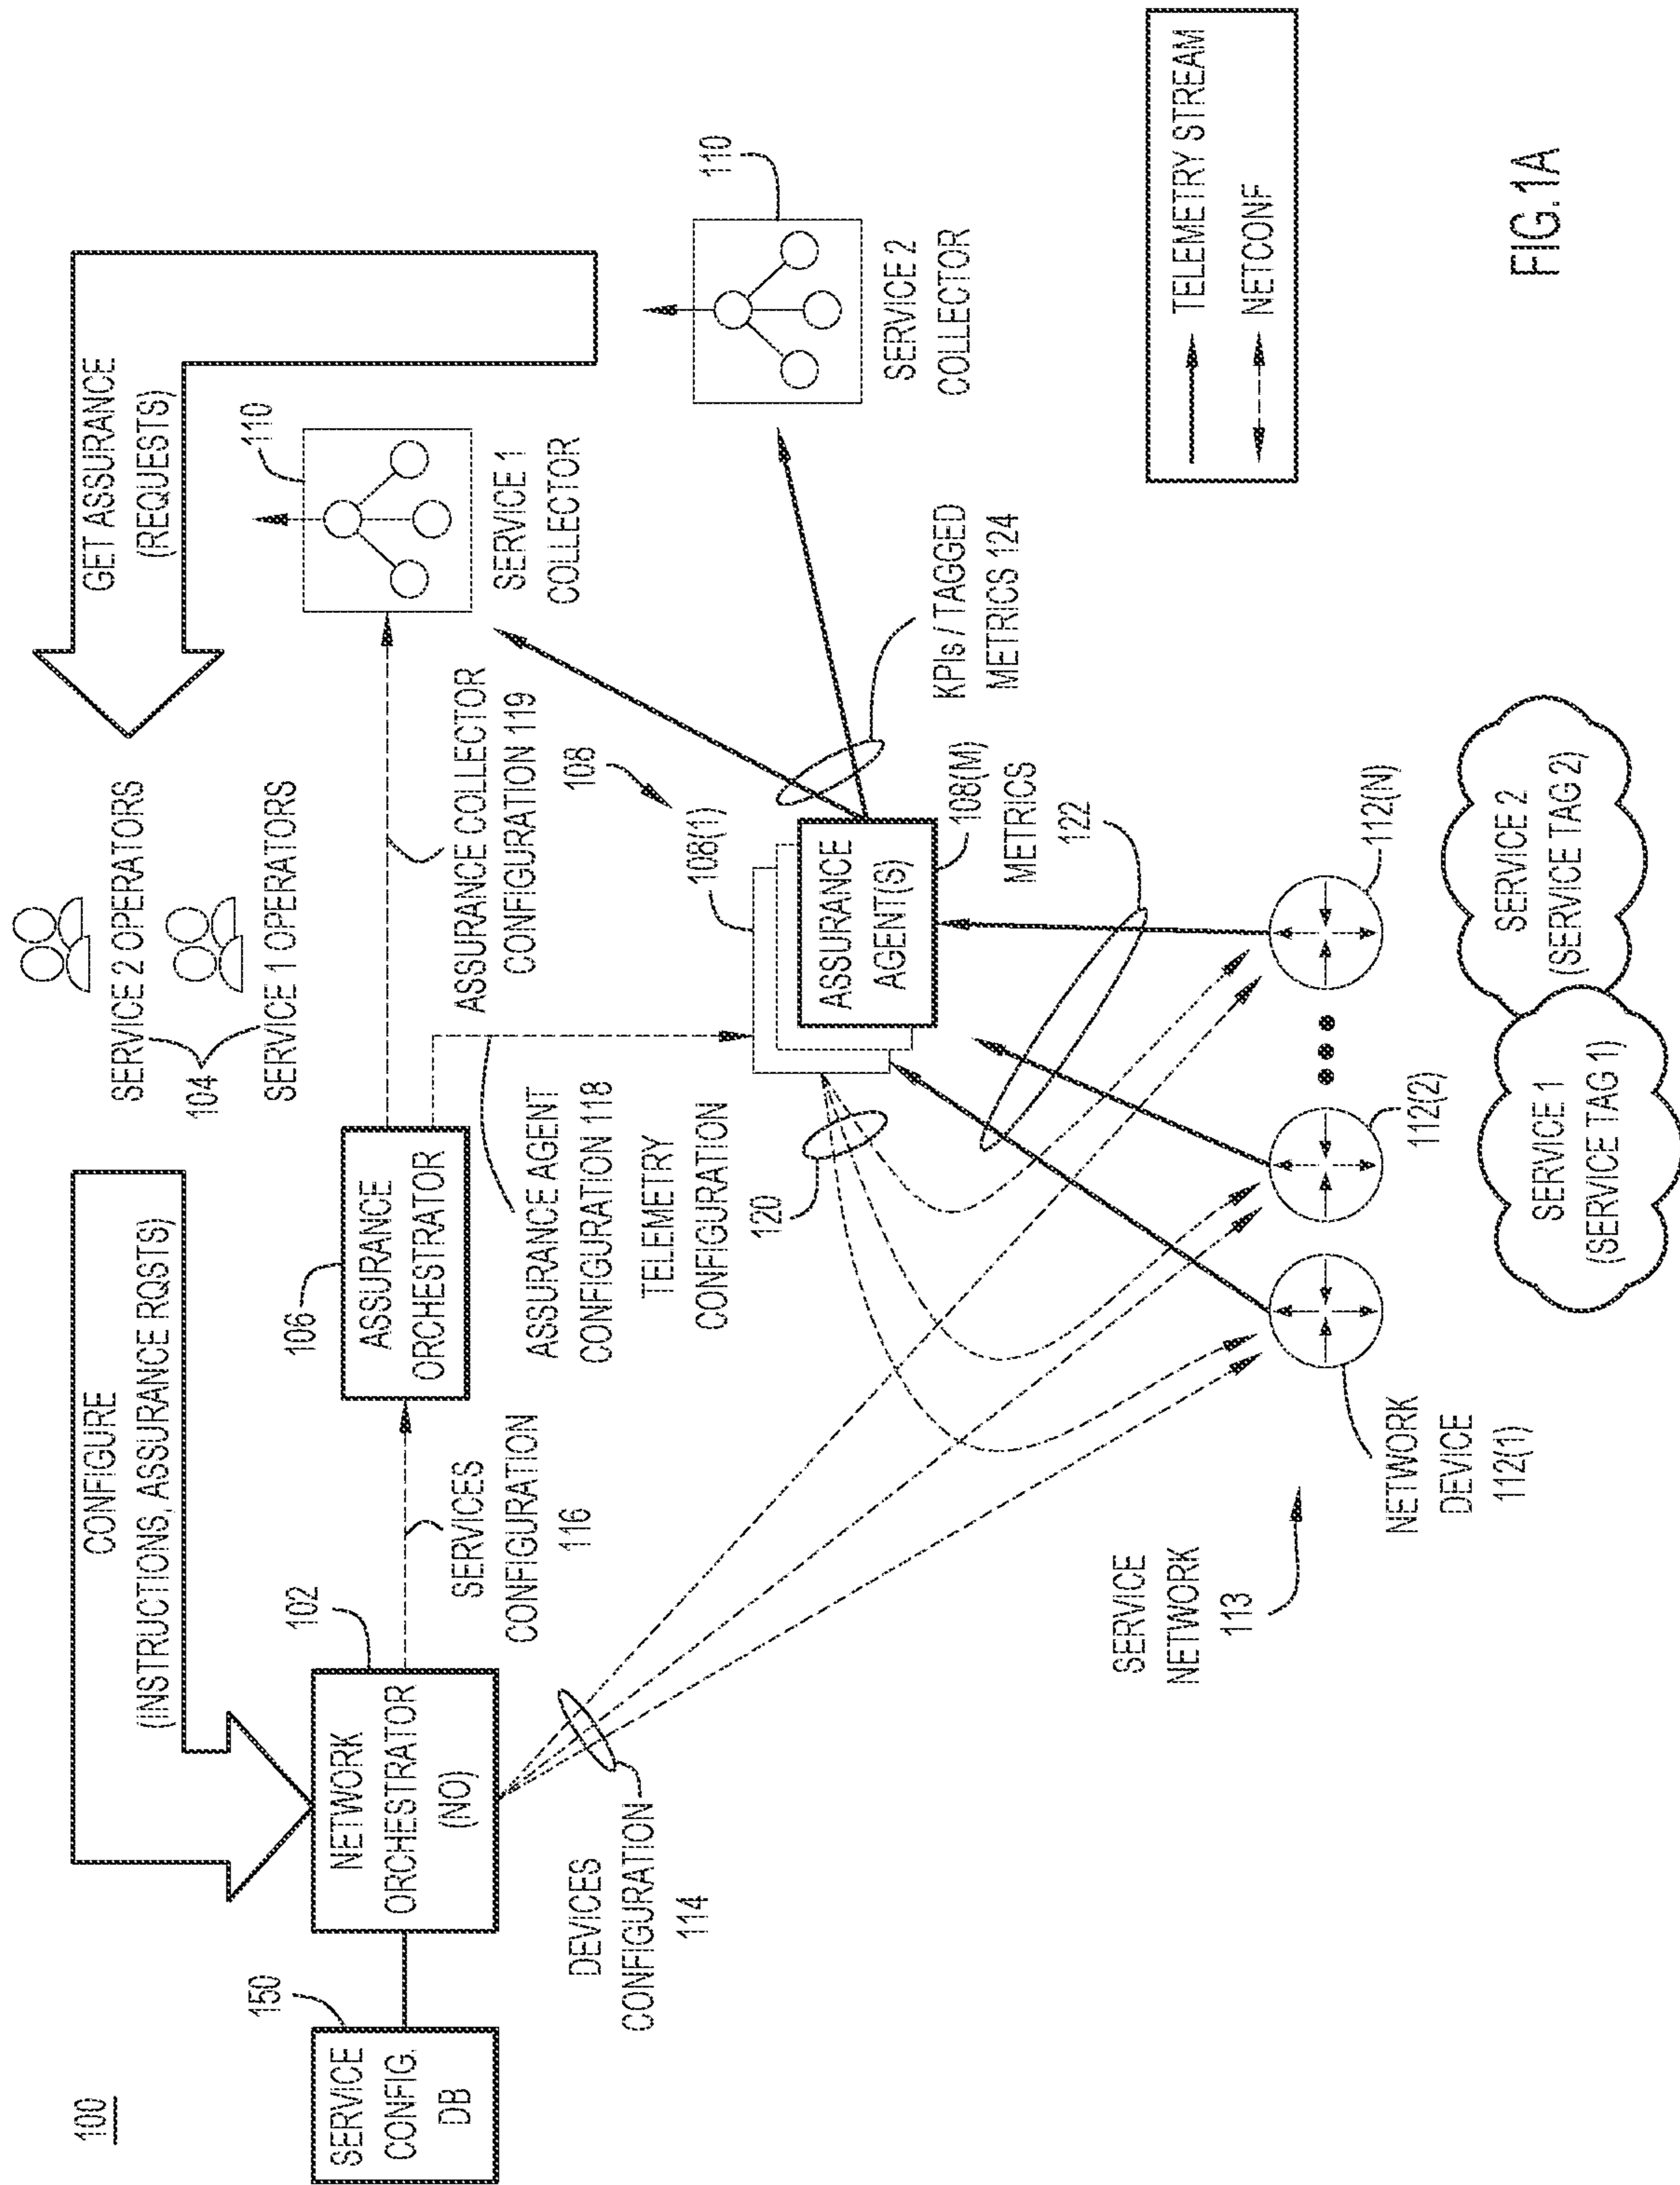 100
SERVICE 2 OPERATORS
104
SERVICE 1 OPERATORS
CONFIGURE
(INSTRUCTIONS, ASSURANCE RQSTS)
GET ASSURANCE
(REQUESTS)
150
SERVICE
CONFIG.
DB
102
NETWORK
ORCHESTRATOR
(NO)
SERVICES
CONFIGURATION
116
106
ASSURANCE
ORCHESTRATOR
ASSURANCE COLLECTOR
CONFIGURATION 119
110
SERVICE 1
COLLECTOR
110
SERVICE 2
COLLECTOR
ASSURANCE AGENT
CONFIGURATION 118
DEVICES
CONFIGURATION
114
TELEMETRY
CONFIGURATION
120
108
108(1)
ASSURANCE
AGENT(S)
108(M)
KPIs / TAGGED
METRICS 124
METRICS
122
SERVICE
NETWORK
113
NETWORK
DEVICE
112(1)
112(2)
112(N)
SERVICE 1
(SERVICE TAG 1)
SERVICE 2
(SERVICE TAG 2)
TELEMETRY STREAM
NETCONF
FIG.1A